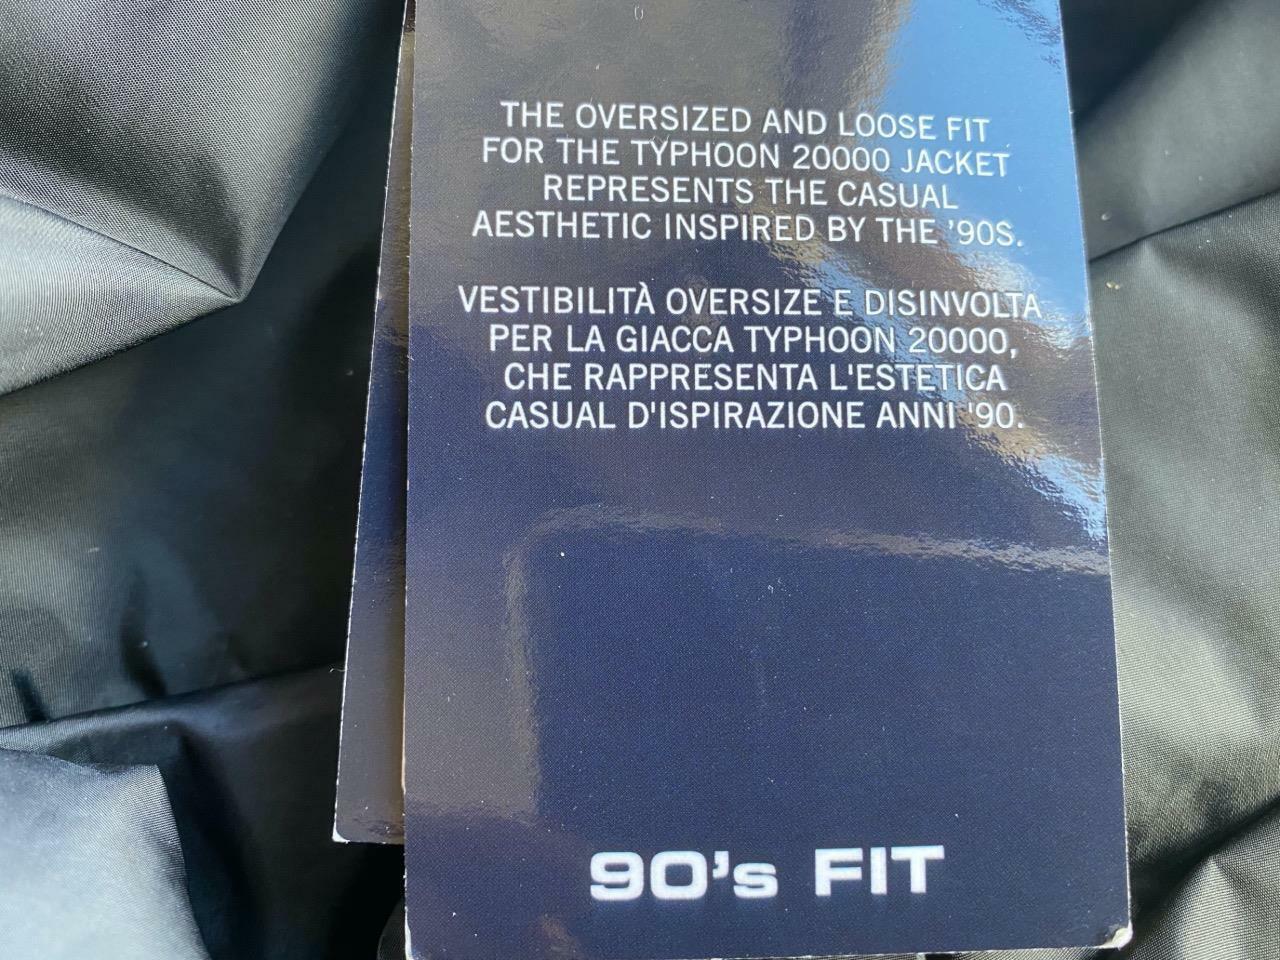 THE OVERSIZED AND LOOSE FIT
FOR THE TYPHOON 20000 JACKET
REPRESENTS THE CASUAL
AESTHETIC INSPIRED BY THE '90S.
VESTIBILITÀ OVERSIZE E DISINVOLTA
PER LA GIACCA TYPHOON 20000,
CHE RAPPRESENTA L'ESTETICA
CASUAL D'ISPIRAZIONE ANNI '90.
90's FIT